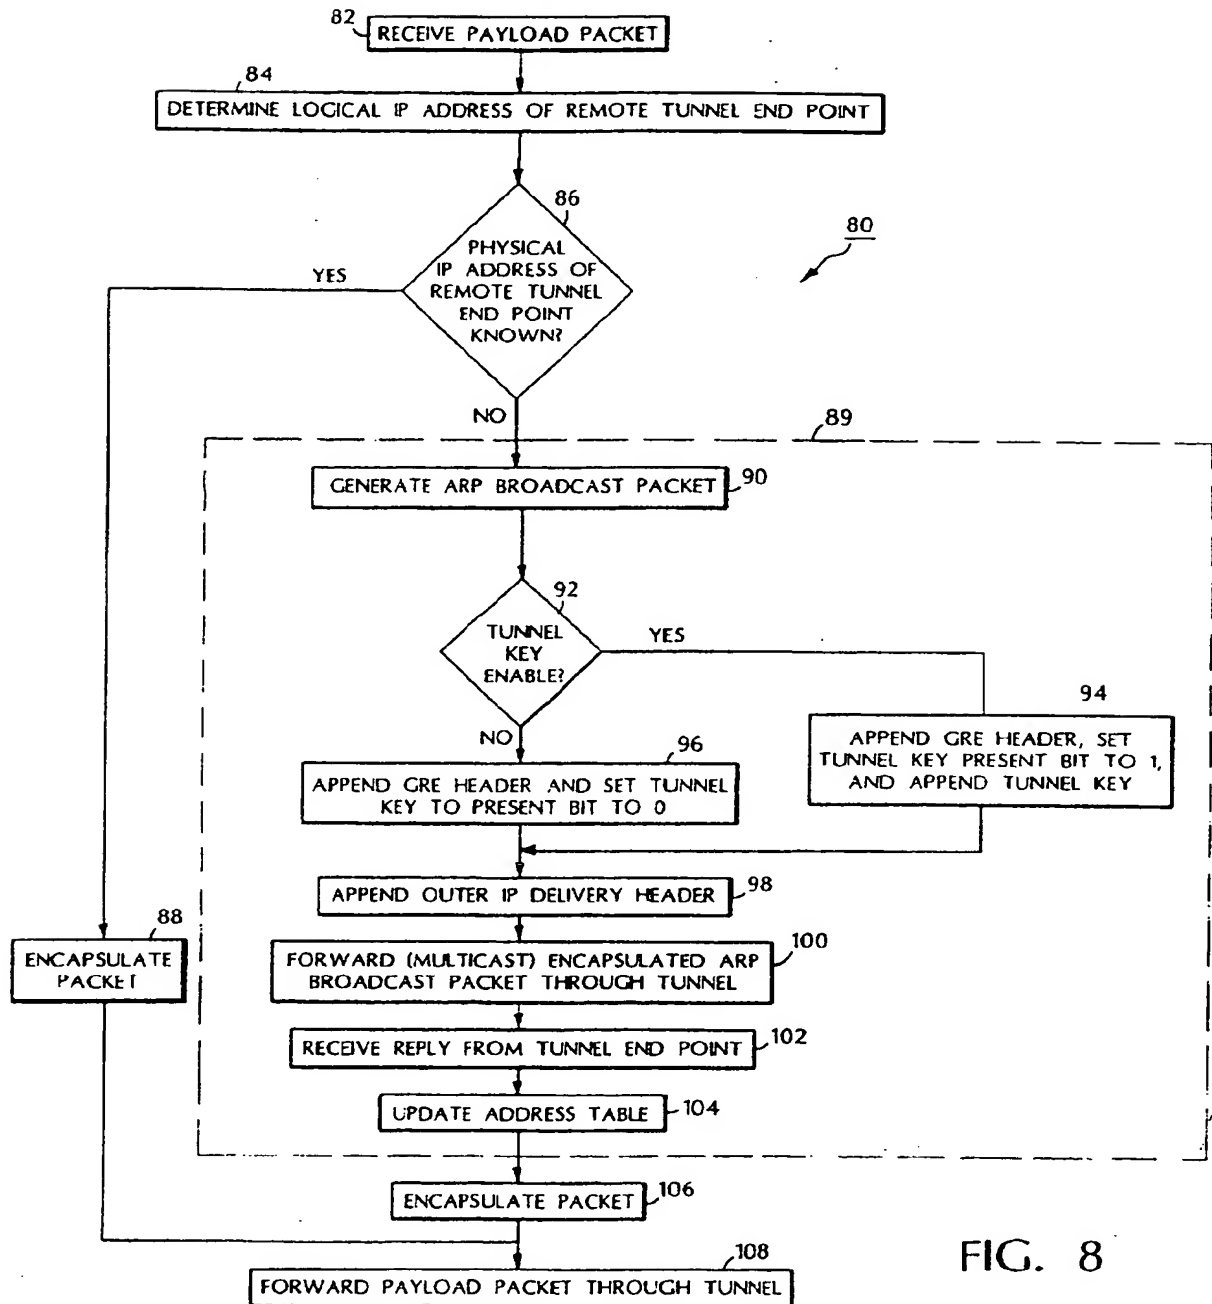 82
RECEIVE PAYLOAD PACKET
84
DETERMINE LOGICAL IP ADDRESS OF REMOTE TUNNEL END POINT
86
PHYSICAL
IP ADDRESS OF
REMOTE TUNNEL
END POINT
KNOWN?
80
YES
NO
89
GENERATE ARP BROADCAST PACKET
90
92
TUNNEL
KEY
ENABLE?
YES
94
APPEND GRE HEADER, SET
TUNNEL KEY PRESENT BIT TO 1,
AND APPEND TUNNEL KEY
NO
96
APPEND GRE HEADER AND SET TUNNEL
KEY TO PRESENT BIT TO 0
APPEND OUTER IP DELIVERY HEADER
98
88
ENCAPSULATE
PACKET
FORWARD (MULTICAST) ENCAPSULATED ARP
BROADCAST PACKET THROUGH TUNNEL
100
RECEIVE REPLY FROM TUNNEL END POINT
102
UPDATE ADDRESS TABLE
104
ENCAPSULATE PACKET
106
108
FORWARD PAYLOAD PACKET THROUGH TUNNEL
FIG. 8